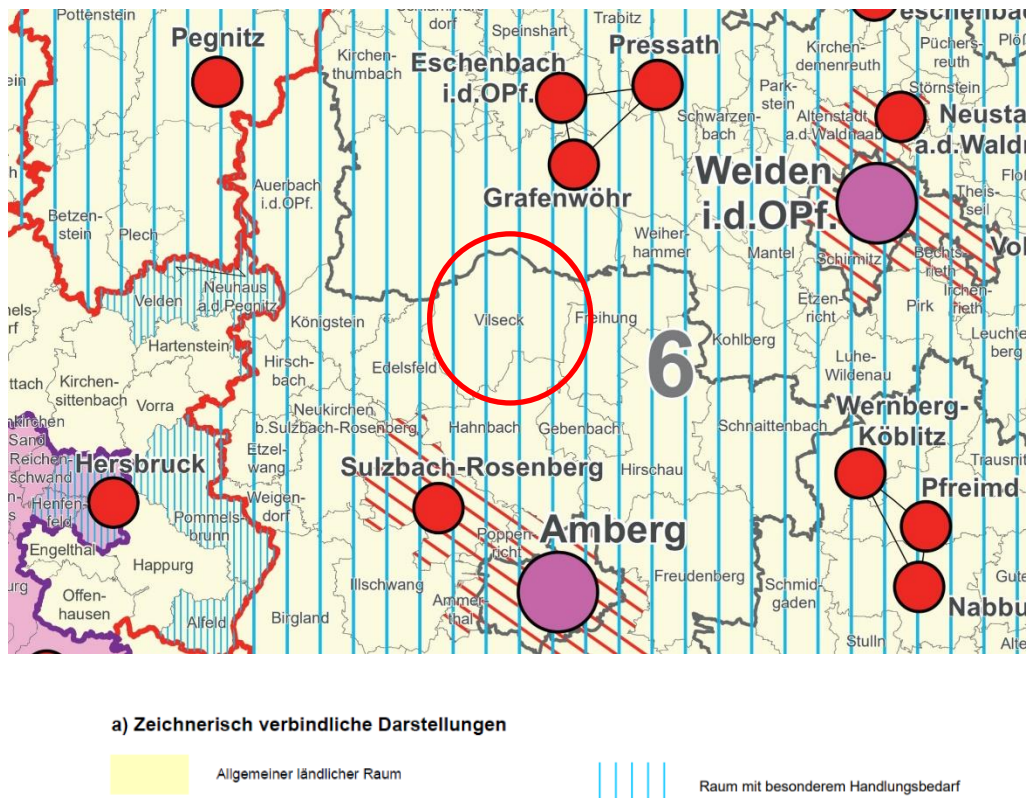 Pottenstein
Speinshart
Trabitz
Pegnitz
Kirchen-
thumbach
Eschenbach
i.d.OPf.
Pressath
Kirchen-
demenreuth
Püchers-
reuth
Park-
stein
Störnstein
Altenstadt
a.d.Waldnaab
Schwarzen-
bach
Grafenwöhr
Weiden
i.d.OPf.
Auerbach
i.d.OPf.
Betzen-
stein
Plech
Theis-
seil
Weiher-
hammer
Mantel
Schirmitz
Bechts-
rieth
Irchen-
rieth
Velden
Neuhaus
a.d.Pegnitz
Etzen-
richt
Pirk
Königstein
Vilseck
Freihung
Hartenstein
Kohlberg
Hirsch-
bach
Edelsfeld
6
Luhe-
Wildenau
Kirchen-
sittenbach
Vorra
Neukirchen
b.Sulzbach-Rosenberg
Hahnbach
Gebenbach
Schnaittenbach
Wernberg-
Köblitz
Etzel-
wang
Hersbruck
Sulzbach-Rosenberg
Hirschau
Pfreimd
Henfen-
feld
Weigen-
dorf
Pommels-
brunn
Poppen-
richt
Amberg
Engelthal
Happurg
Offen-
hausen
Illschwang
Ammer-
thal
Freudenberg
Schmid-
gaden
Alfeld
Birgland
Stulln
a) Zeichnerisch verbindliche Darstellungen
Allgemeiner ländlicher Raum
Raum mit besonderem Handlungsbedarf